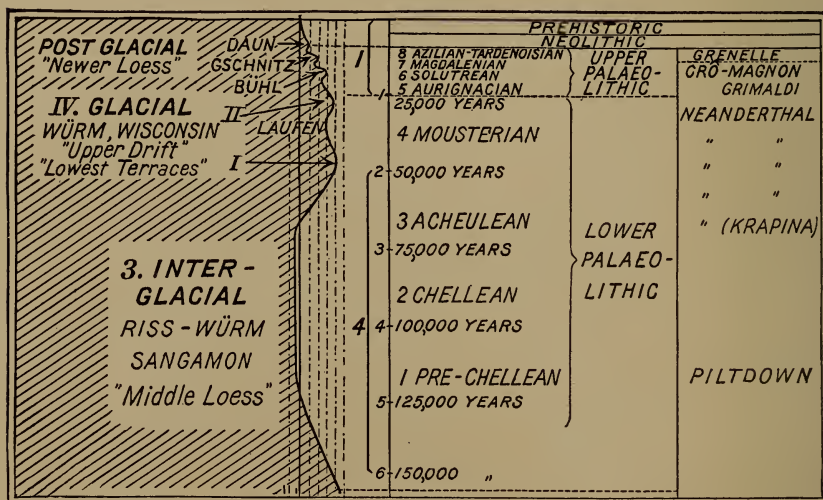 POST GLACIAL
"Newer Loess"
DAUN
GSCHNITZ
BÜHL
IV. GLACIAL
WÜRM, WISCONSIN
"Upper Drift"
"Lowest Terraces"
II
LAUFEN
I
3. INTER-
GLACIAL
RISS-WÜRM
SANGAMON
"Middle Loess"
1
4
PREHISTORIC
NEOLITHIC
8 AZILIAN-TARDENOISIAN
7 MAGDALENIAN
6 SOLUTREAN
5 AURIGNACIAN
1-
25,000 YEARS
4 MOUSTERIAN
2-50,000 YEARS
3 ACHEULEAN
3-75,000 YEARS
2 CHELLEAN
4-100,000 YEARS
1 PRE-CHELLEAN
5-125,000 YEARS
6-150,000 "
UPPER
PALAEO-
LITHIC
LOWER
PALAEO-
LITHIC
GRENELLE
CRÔ-MAGNON
GRIMALDI
NEANDERTHAL
" "
" "
" "
" (KRAPINA)
PILTDOWN